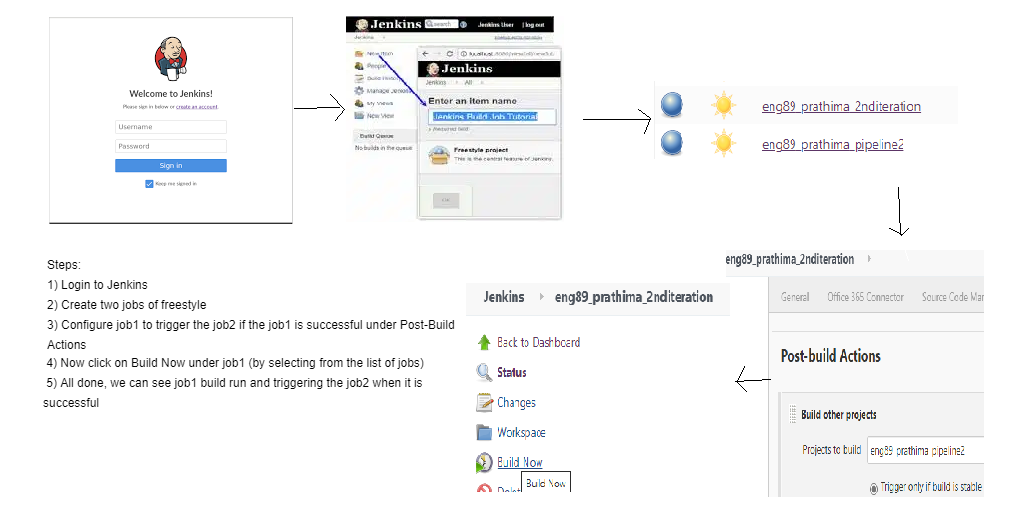 Welcome to Jenkins!
Please sign in below or create an account
Username
Password
Sign in
Keep me signed in
Jenkins
search
Jenkins User
| log out
Jenkins
New Item
People
Build History
Manage Jenkins
My Views
New View
Build Queue
No builds in the queue
Jenkins
Jenkins
All
Enter an item name
Jenkins Build Job Tutorial
» Required field
Freestyle project
This is the central feature of Jenkins.
eng89_prathima_2nditeration
eng89_prathima_pipeline2
Steps:
1) Login to Jenkins
2) Create two jobs of freestyle
3) Configure job1 to trigger the job2 if the job1 is successful under Post-Build
Actions
4) Now click on Build Now under job1 (by selecting from the list of jobs)
5) All done, we can see job1 build run and triggering the job2 when it is
successful
Jenkins
eng89_prathima_2nditeration
Back to Dashboard
Status
Changes
Workspace
Build Now
Build Now
eng89_prathima_2nditeration
General
Office 365 Connector
Source Code Mar
Post-build Actions
Build other projects
Projects to build
eng89_prathima_pipeline2
Trigger only if build is stable